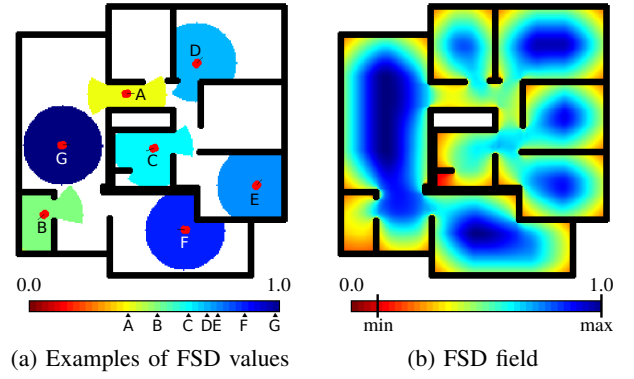 D
A
G
C
E
B
F
0.0 1.0
A B C D E F G
(a) Examples of FSD values
0.0 1.0
min max
(b) FSD field